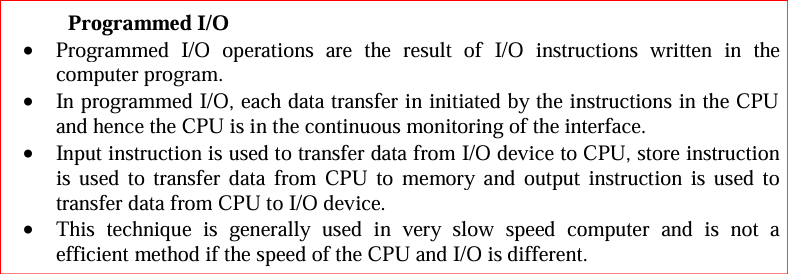 Programmed I/O
• Programmed I/O operations are the result of I/O instructions written in the
computer program.
• In programmed I/O, each data transfer in initiated by the instructions in the CPU
and hence the CPU is in the continuous monitoring of the interface.
• Input instruction is used to transfer data from I/O device to CPU, store instruction
is used to transfer data from CPU to memory and output instruction is used to
transfer data from CPU to I/O device.
• This technique is generally used in very slow speed computer and is not a
efficient method if the speed of the CPU and I/O is different.